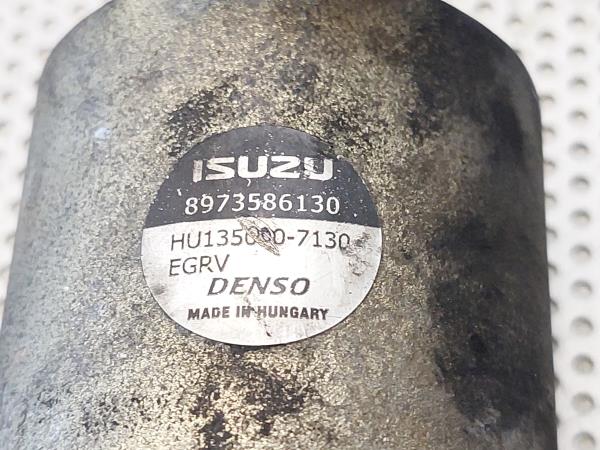 ISUZU
8973586130
HU135000-7130
EGRV
DENSO
MADE IN HUNGARY